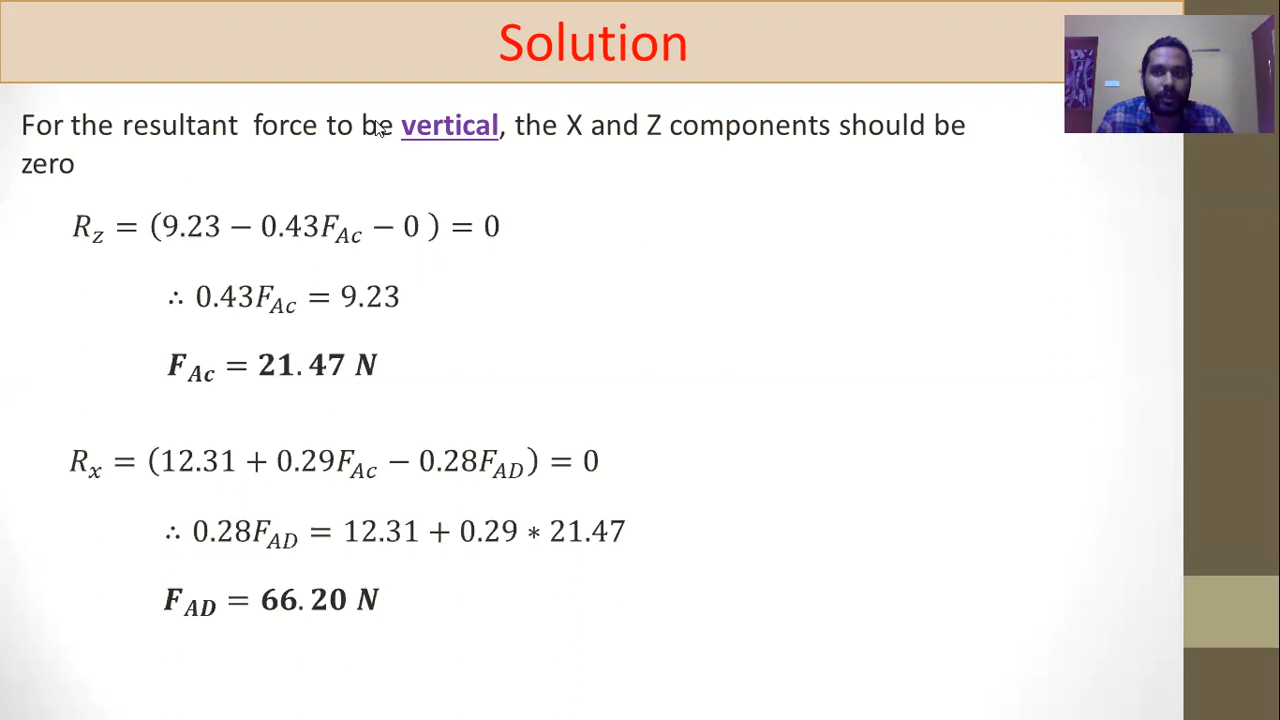 Solution
For the resultant force to be vertical, the X and Z components should be
zero
R_z = (9.23 − 0.43F_Ac − 0 ) = 0
∴ 0.43F_Ac = 9.23
F_Ac = 21.47 N
R_x = (12.31 + 0.29F_Ac − 0.28F_AD) = 0
∴ 0.28F_AD = 12.31 + 0.29 ∗ 21.47
F_AD = 66.20 N